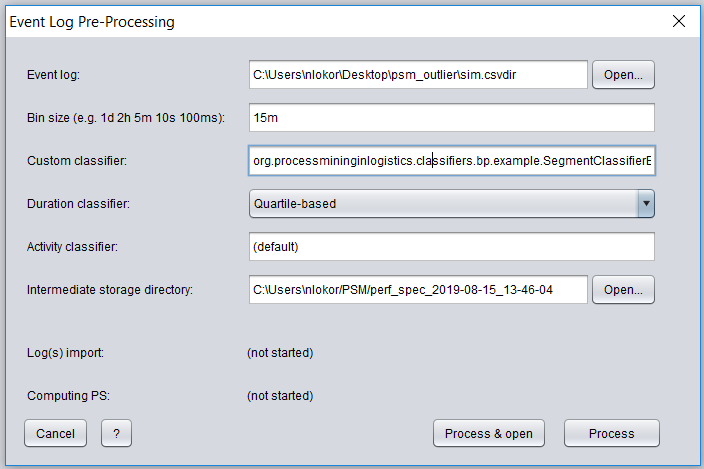 Event Log Pre-Processing
Event log: C:\Users\nlokor\Desktop\psm_outlier\sim.csvdir Open...
Bin size (e.g. 1d 2h 5m 10s 100ms): 15m
Custom classifier: org.processmininginlogistics.classifiers.bp.example.SegmentClassifierE
Duration classifier: Quartile-based
Activity classifier: (default)
Intermediate storage directory: C:\Users\nlokor/PSM/perf_spec_2019-08-15_13-46-04 Open...
Log(s) import: (not started)
Computing PS: (not started)
Cancel ? Process & open Process